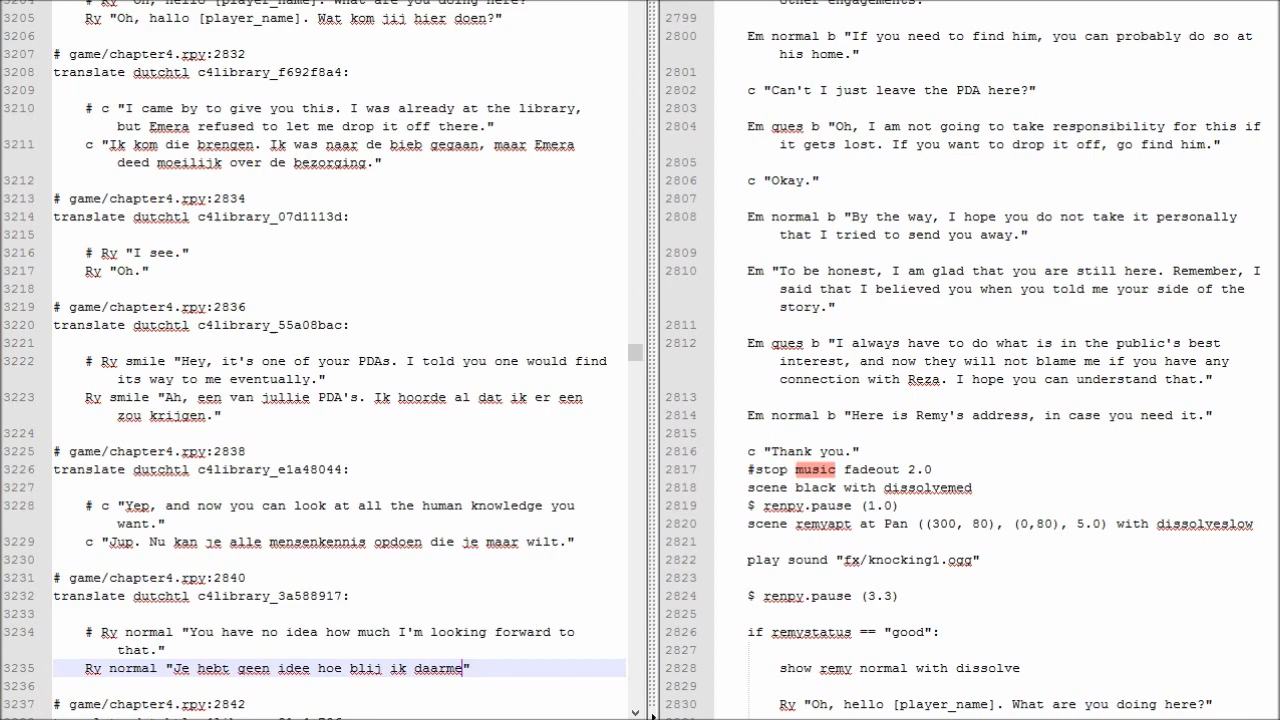 3204 # Ry "Oh, hello [player_name]. What are you doing here?"
3205 Ry "Oh, hallo [player_name]. Wat kom jij hier doen?"
3206
3207 # game/chapter4.rpy:2832
3208 translate dutchtl c4library_f692f8a4:
3209
3210 # c "I came by to give you this. I was already at the library,
but Emera refused to let me drop it off there."
3211 c "Ik kom die brengen. Ik was naar de bieb gegaan, maar Emera
deed moeilijk over de bezorging."
3212
3213 # game/chapter4.rpy:2834
3214 translate dutchtl c4library_07d1113d:
3215
3216 # Ry "I see."
3217 Ry "Oh."
3218
3219 # game/chapter4.rpy:2836
3220 translate dutchtl c4library_55a08bac:
3221
3222 # Ry smile "Hey, it's one of your PDAs. I told you one would find
its way to me eventually."
3223 Ry smile "Ah, een van jullie PDA's. Ik hoorde al dat ik er een
zou krijgen."
3224
3225 # game/chapter4.rpy:2838
3226 translate dutchtl c4library_e1a48044:
3227
3228 # c "Yep, and now you can look at all the human knowledge you
want."
3229 c "Jup. Nu kan je alle mensenkennis opdoen die je maar wilt."
3230
3231 # game/chapter4.rpy:2840
3232 translate dutchtl c4library_3a588917:
3233
3234 # Ry normal "You have no idea how much I'm looking forward to
that."
3235 Ry normal "Je hebt geen idee hoe blij ik daarme"
3236
3237 # game/chapter4.rpy:2842
other engagements."
2799
2800 Em normal b "If you need to find him, you can probably do so at
his home."
2801
2802 c "Can't I just leave the PDA here?"
2803
2804 Em ques b "Oh, I am not going to take responsibility for this if
it gets lost. If you want to drop it off, go find him."
2805
2806 c "Okay."
2807
2808 Em normal b "By the way, I hope you do not take it personally
that I tried to send you away."
2809
2810 Em "To be honest, I am glad that you are still here. Remember, I
said that I believed you when you told me your side of the
story."
2811
2812 Em ques b "I always have to do what is in the public's best
interest, and now they will not blame me if you have any
connection with Reza. I hope you can understand that."
2813
2814 Em normal b "Here is Remy's address, in case you need it."
2815
2816 c "Thank you."
2817 #stop music fadeout 2.0
2818 scene black with dissolvemed
2819 $ renpy.pause (1.0)
2820 scene remyapt at Pan ((300, 80), (0,80), 5.0) with dissolveslow
2821
2822 play sound "fx/knocking1.ogg"
2823
2824 $ renpy.pause (3.3)
2825
2826 if remystatus == "good":
2827
2828 show remy normal with dissolve
2829
2830 Ry "Oh, hello [player_name]. What are you doing here?"